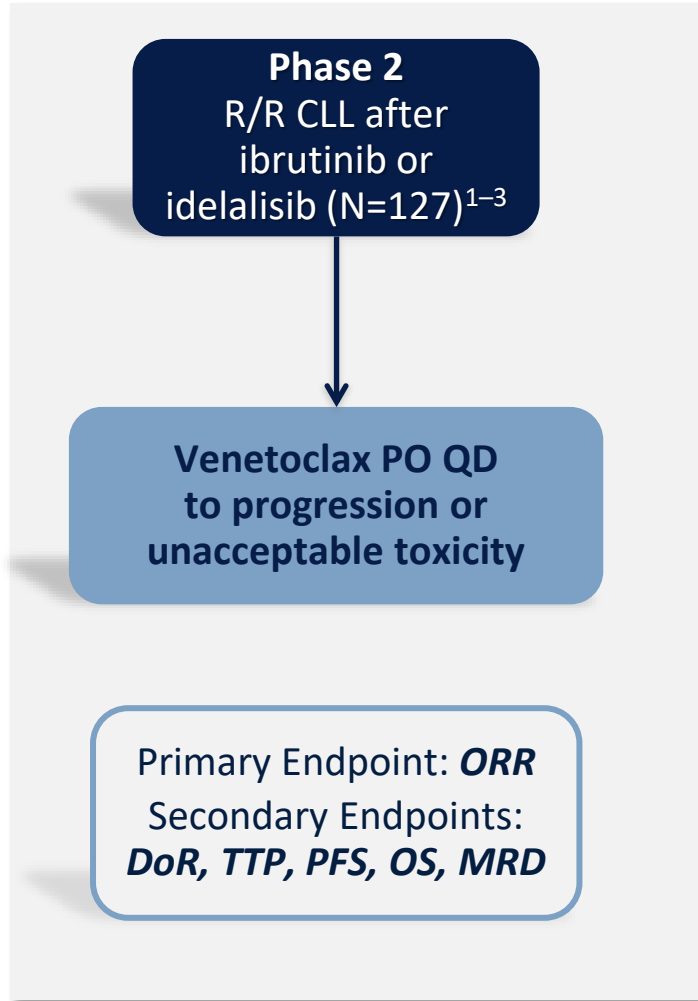 Phase 2
R/R CLL after
ibrutinib or
idelalisib (N=127)¹⁻³
Venetoclax PO QD
to progression or
unacceptable toxicity
Primary Endpoint: ORR
Secondary Endpoints:
DoR, TTP, PFS, OS, MRD